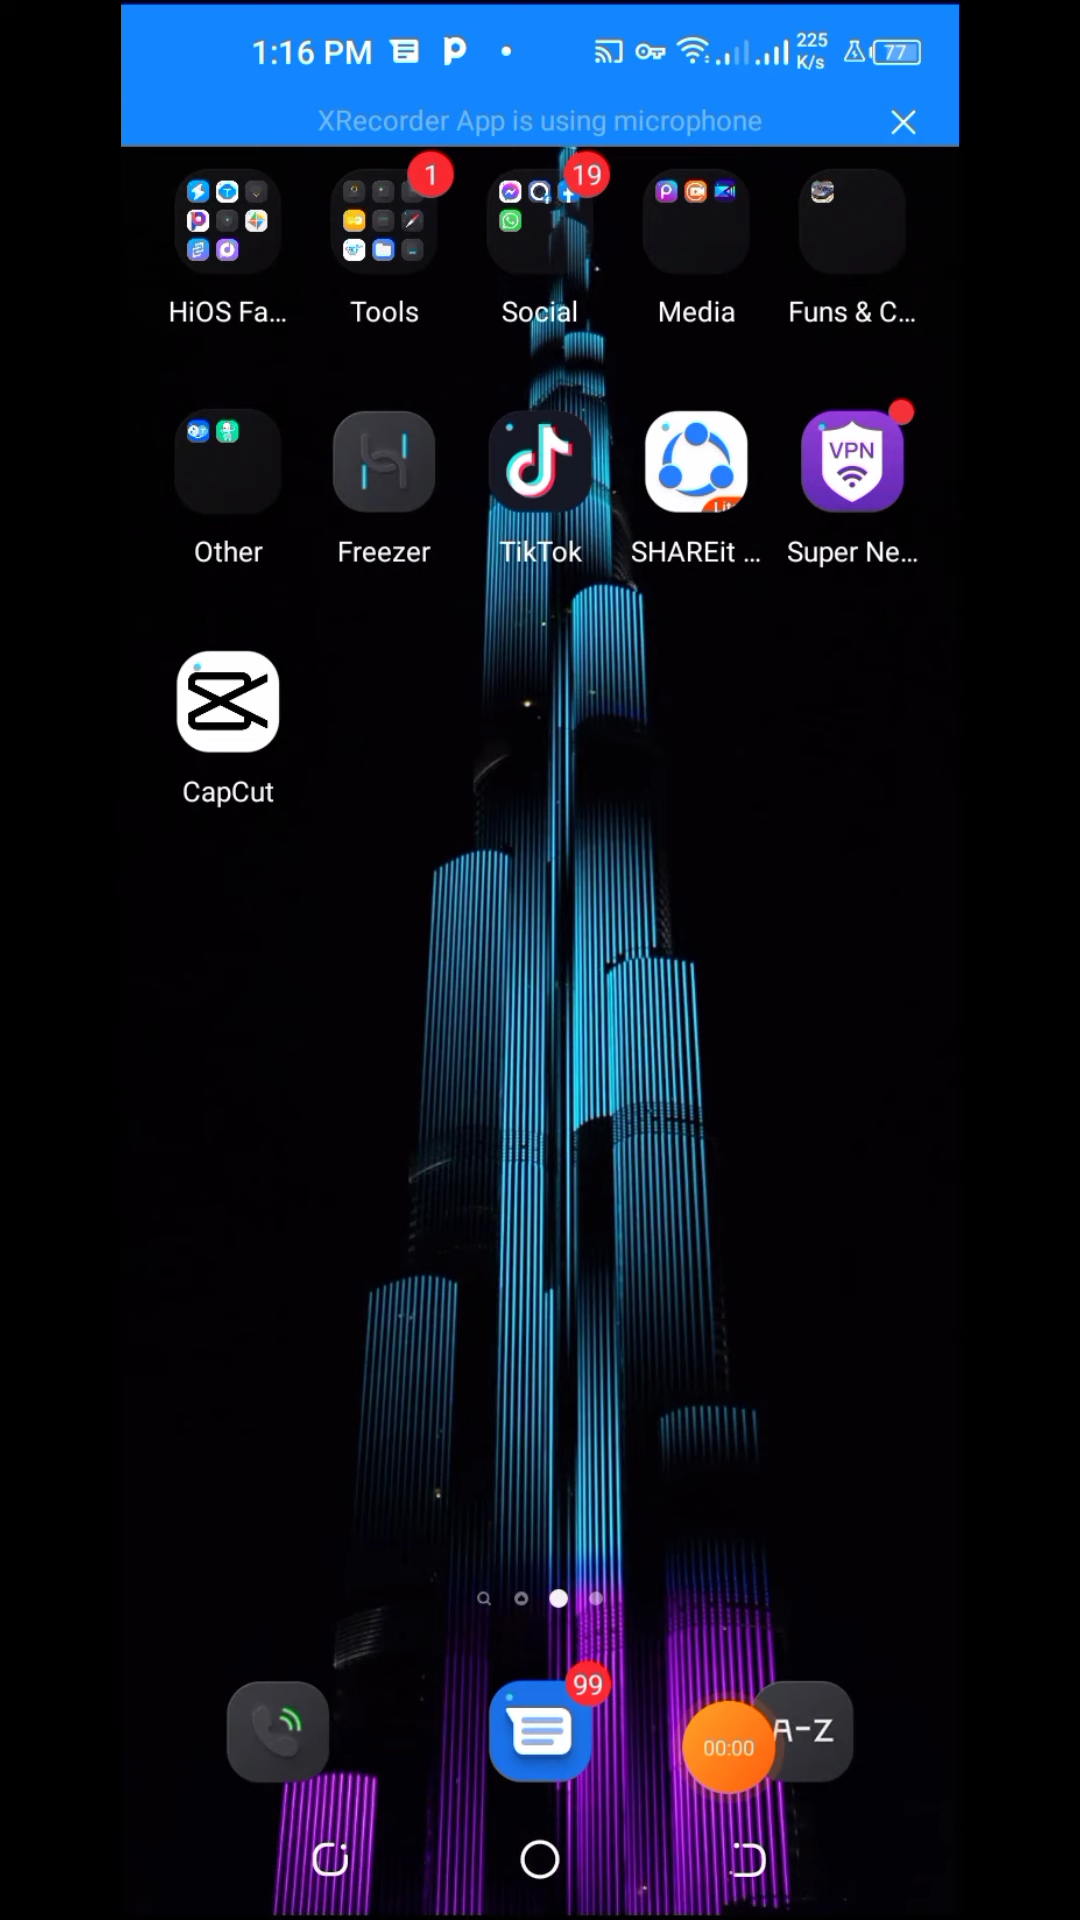 1:16 PM
225
K/s
77
XRecorder App is using microphone
1
19
HiOS Fa...
Tools
Social
Media
Funs & C...
VPN
Lite
Other
Freezer
TikTok
SHAREit ...
Super Ne...
CapCut
99
00:00
A-Z